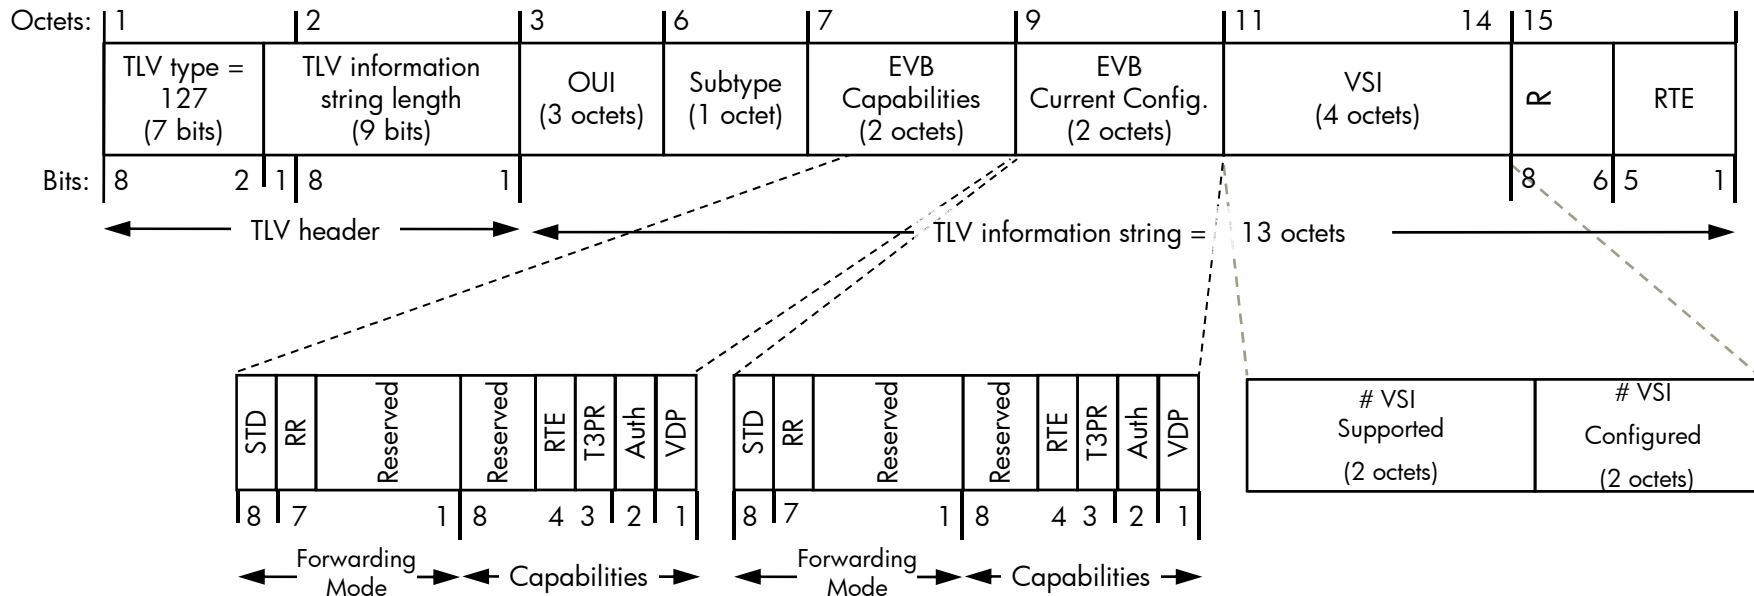 Octets: 1 2 3 6 7 9 11 14 15
TLV type =
127
(7 bits)
TLV information
string length
(9 bits)
OUI
(3 octets)
Subtype
(1 octet)
EVB
Capabilities
(2 octets)
EVB
Current Config.
(2 octets)
VSI
(4 octets)
R
RTE
Bits: 8 2 1 8 1 8 6 5 1
TLV header
TLV information string = 13 octets
STD
RR
Reserved
Reserved
RTE
T3PR
Auth
VDP
STD
RR
Reserved
Reserved
RTE
T3PR
Auth
VDP
# VSI
Supported
(2 octets)
# VSI
Configured
(2 octets)
8 7 1 8 4 3 2 1
8 7 1 8 4 3 2 1
Forwarding
Mode
Capabilities
Forwarding
Mode
Capabilities